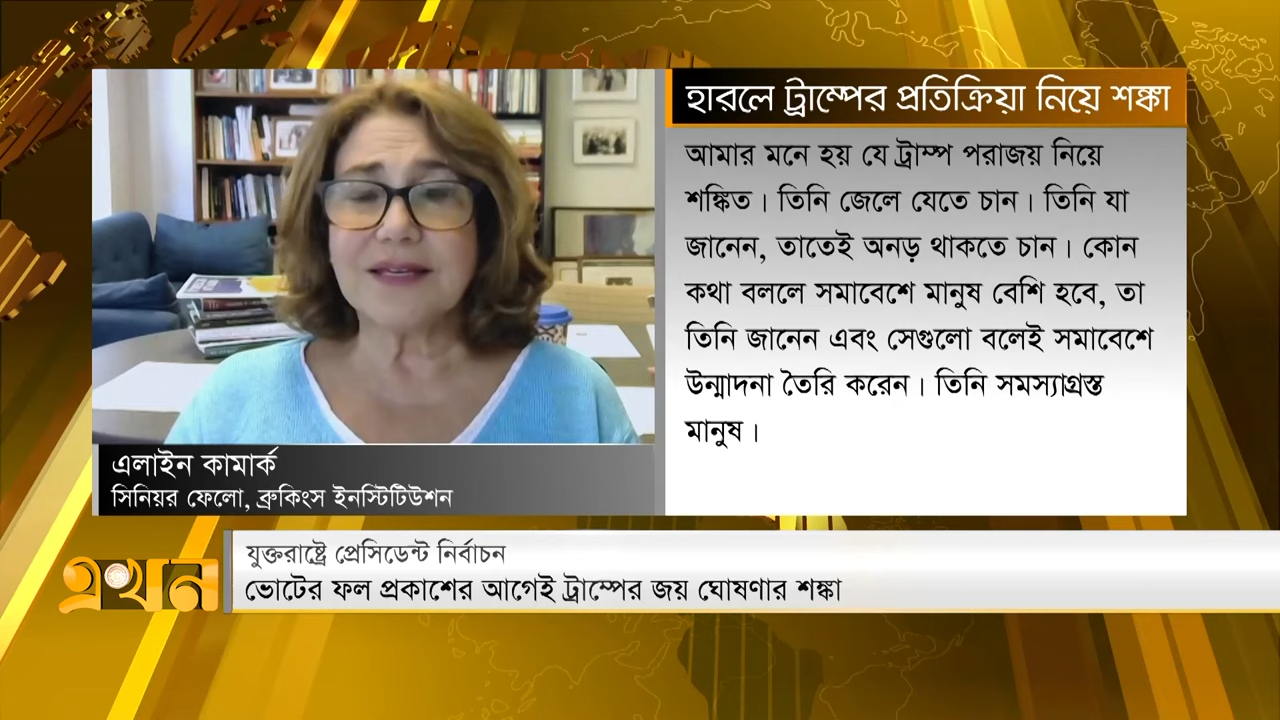 হারলে ট্রাম্পের প্রতিক্রিয়া নিয়ে শঙ্কা
আমার মনে হয় যে ট্রাম্প পরাজয় নিয়ে
শঙ্কিত। তিনি জেলে যেতে চান। তিনি যা
জানেন, তাতেই অনড় থাকতে চান। কোন
কথা বললে সমাবেশে মানুষ বেশি হবে, তা
তিনি জানেন এবং সেগুলো বলেই সমাবেশে
উন্মাদনা তৈরি করেন। তিনি সমস্যাগ্রস্ত
মানুষ।
এলাইন কামার্ক
সিনিয়র ফেলো, ব্রুকিংস ইনস্টিটিউশন
যুক্তরাষ্ট্রে প্রেসিডেন্ট নির্বাচন
ভোটের ফল প্রকাশের আগেই ট্রাম্পের জয় ঘোষণার শঙ্কা
এখন